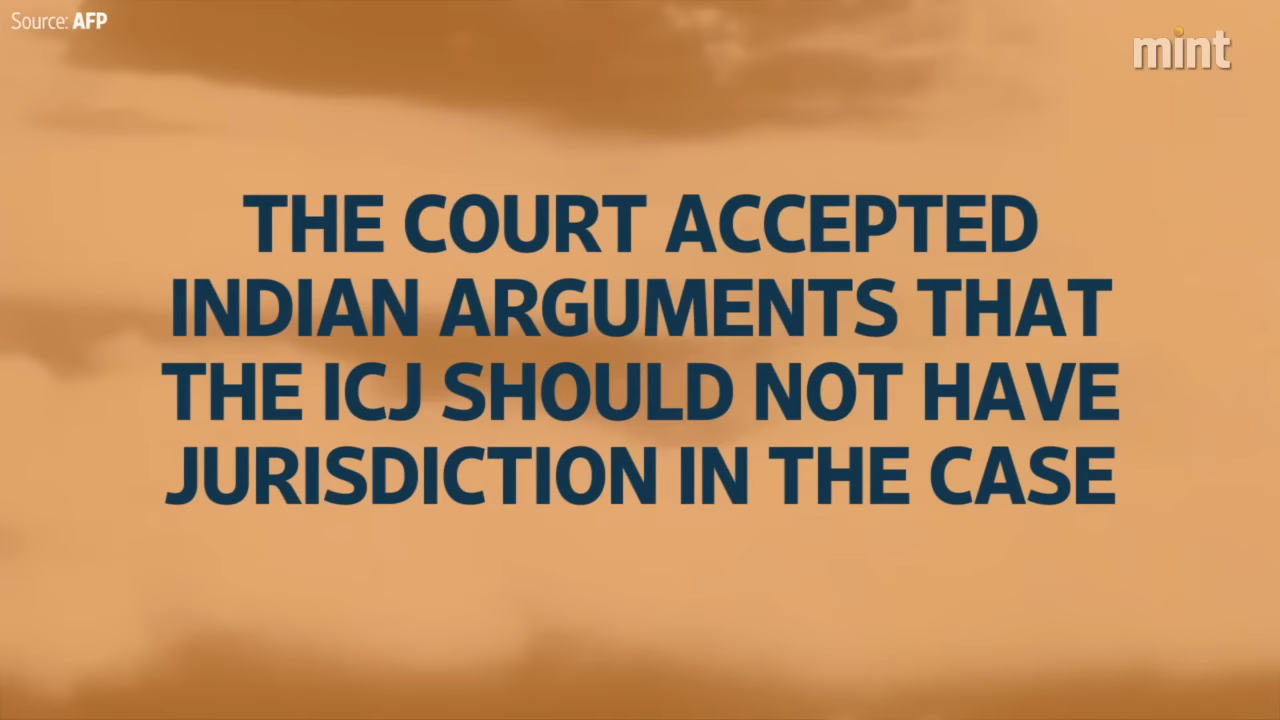 Source: AFP
mint
THE COURT ACCEPTED
INDIAN ARGUMENTS THAT
THE ICJ SHOULD NOT HAVE
JURISDICTION IN THE CASE